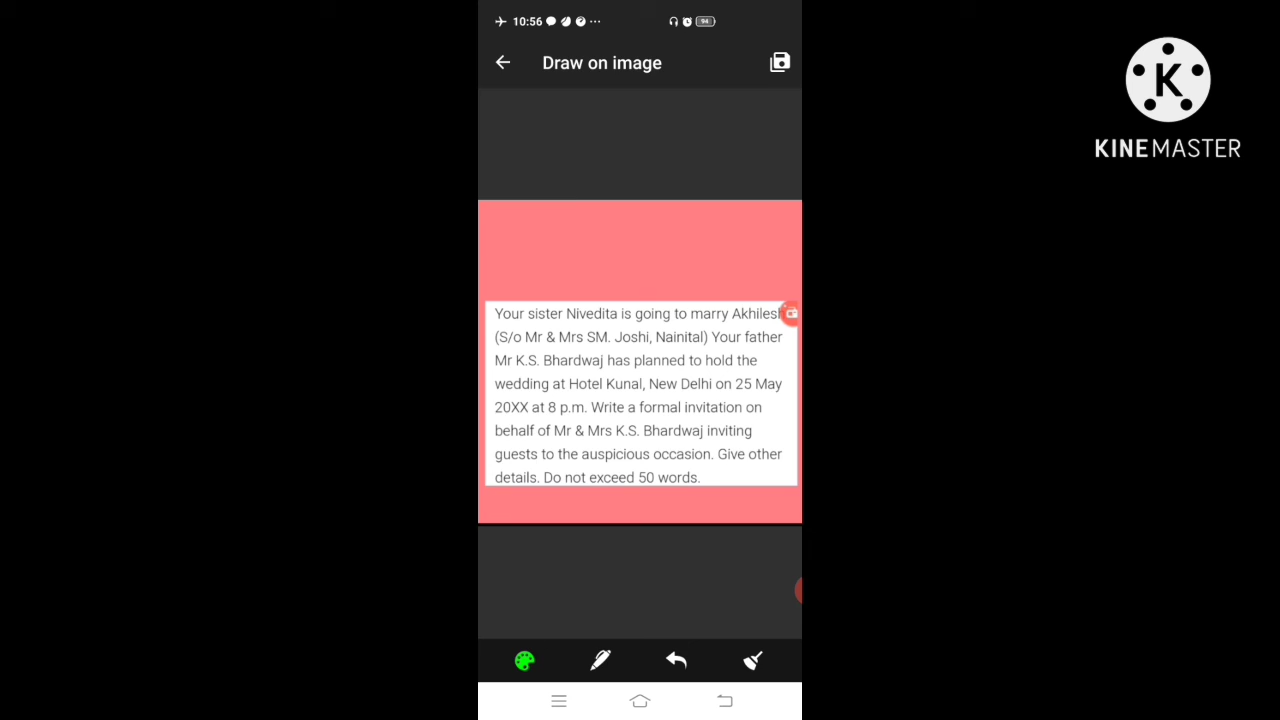 10:56
94
Draw on image
K
KINEMASTER
Your sister Nivedita is going to marry Akhilesh
(S/o Mr & Mrs SM. Joshi, Nainital) Your father
Mr K.S. Bhardwaj has planned to hold the
wedding at Hotel Kunal, New Delhi on 25 May
20XX at 8 p.m. Write a formal invitation on
behalf of Mr & Mrs K.S. Bhardwaj inviting
guests to the auspicious occasion. Give other
details. Do not exceed 50 words.